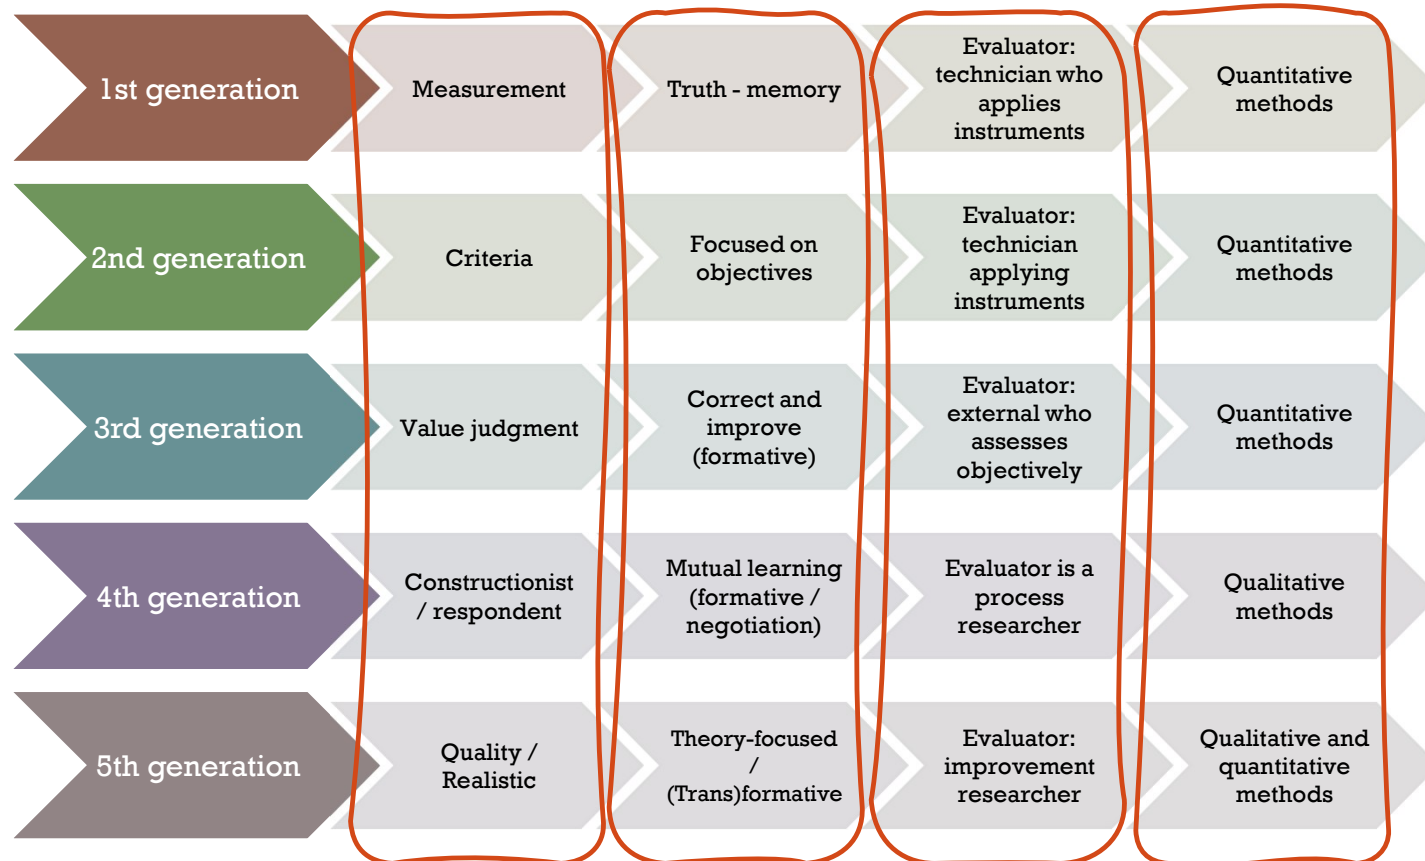 1st generation
Measurement
Truth - memory
Evaluator:
technician who
applies
instruments
Quantitative
methods
2nd generation
Criteria
Focused on
objectives
Evaluator:
technician
applying
instruments
Quantitative
methods
3rd generation
Value judgment
Correct and
improve
(formative)
Evaluator:
external who
assesses
objectively
Quantitative
methods
4th generation
Constructionist
/ respondent
Mutual learning
(formative /
negotiation)
Evaluator is a
process
researcher
Qualitative
methods
5th generation
Quality /
Realistic
Theory-focused
/
(Trans)formative
Evaluator:
improvement
researcher
Qualitative and
quantitative
methods